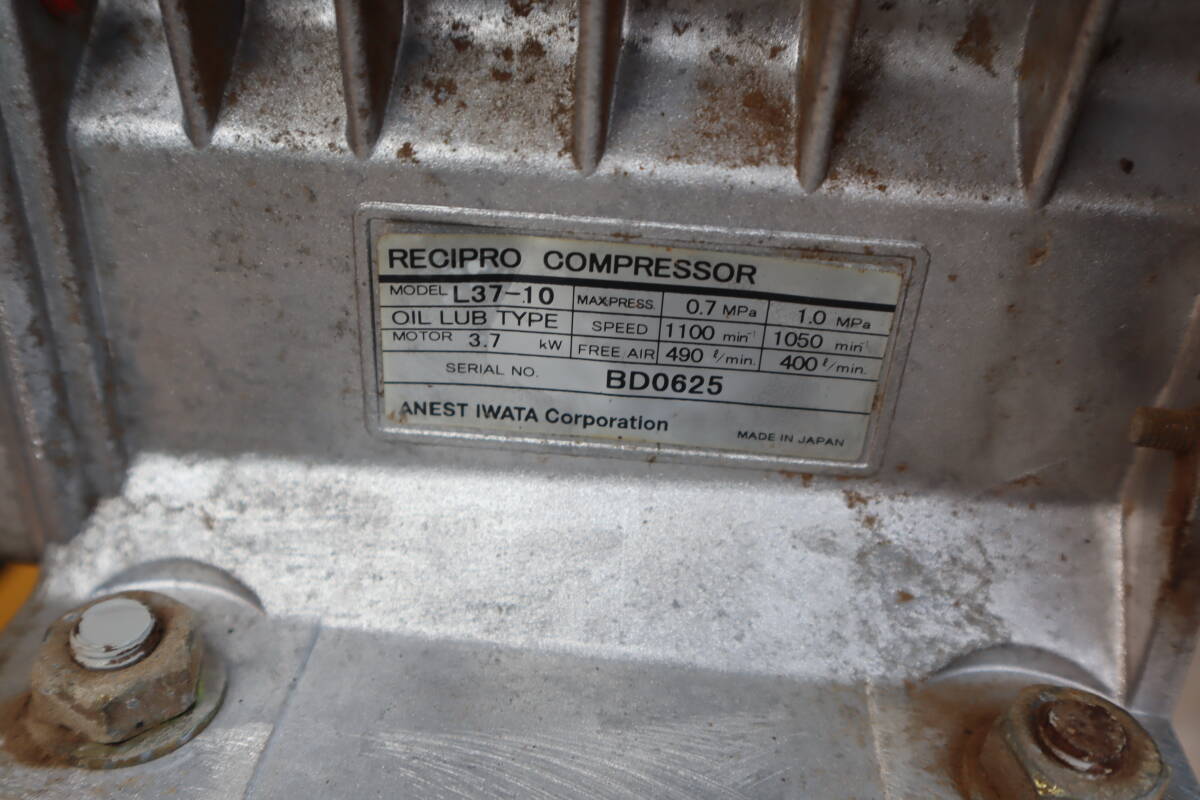 RECIPRO COMPRESSOR
MODEL L37-10 MAX.PRESS. 0.7 MPa 1.0 MPa
OIL LUB TYPE SPEED 1100 min⁻¹ 1050 min⁻¹
MOTOR 3.7 kW FREE AIR 490 ℓ/min. 400 ℓ/min.
SERIAL NO. BD0625
ANEST IWATA Corporation
MADE IN JAPAN